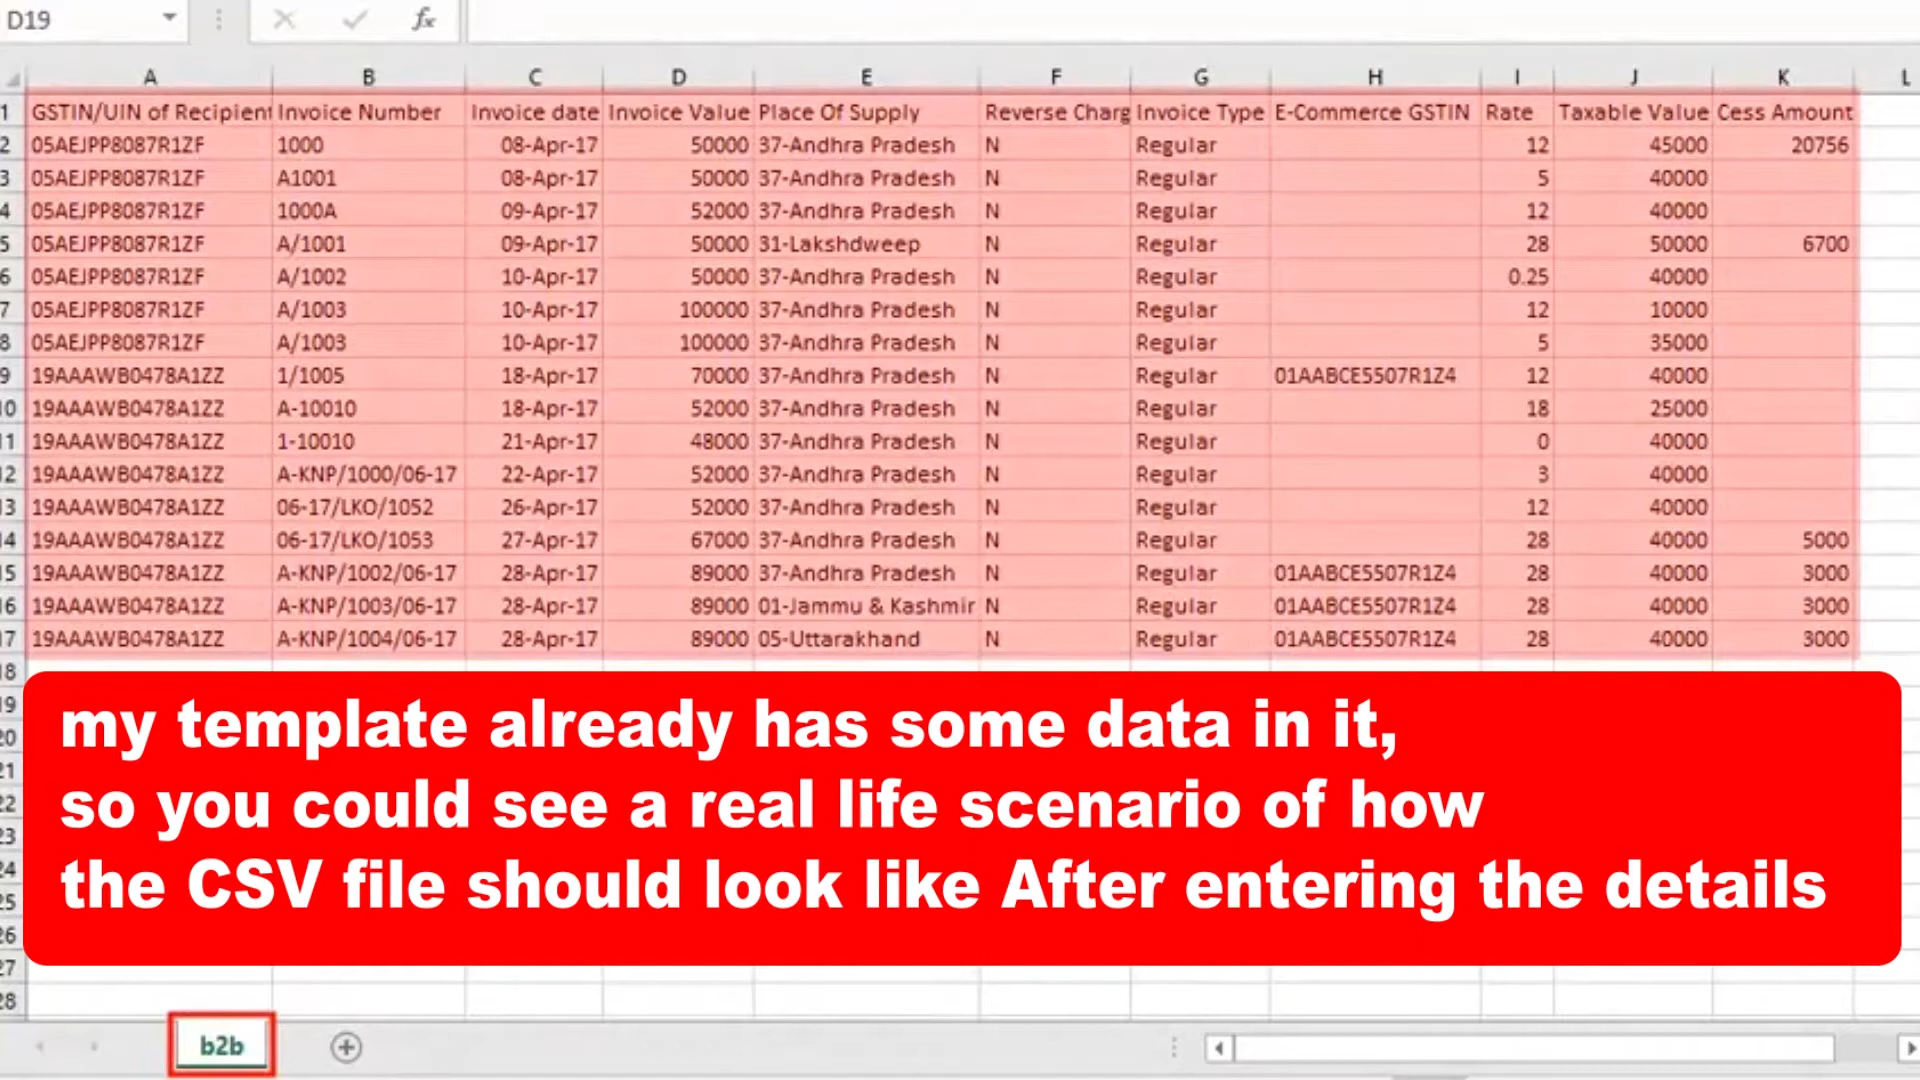 D19 fx
A B C D E F G H I J K L
1 GSTIN/UIN of Recipient Invoice Number Invoice date Invoice Value Place Of Supply Reverse Charg Invoice Type E-Commerce GSTIN Rate Taxable Value Cess Amount
2 05AEJPP8087R1ZF 1000 08-Apr-17 50000 37-Andhra Pradesh N Regular 12 45000 20756
3 05AEJPP8087R1ZF A1001 08-Apr-17 50000 37-Andhra Pradesh N Regular 5 40000
4 05AEJPP8087R1ZF 1000A 09-Apr-17 52000 37-Andhra Pradesh N Regular 12 40000
5 05AEJPP8087R1ZF A/1001 09-Apr-17 50000 31-Lakshdweep N Regular 28 50000 6700
6 05AEJPP8087R1ZF A/1002 10-Apr-17 50000 37-Andhra Pradesh N Regular 0.25 40000
7 05AEJPP8087R1ZF A/1003 10-Apr-17 100000 37-Andhra Pradesh N Regular 12 10000
8 05AEJPP8087R1ZF A/1003 10-Apr-17 100000 37-Andhra Pradesh N Regular 5 35000
9 19AAAWB0478A1ZZ 1/1005 18-Apr-17 70000 37-Andhra Pradesh N Regular 01AABCE5507R1Z4 12 40000
10 19AAAWB0478A1ZZ A-10010 18-Apr-17 52000 37-Andhra Pradesh N Regular 18 25000
11 19AAAWB0478A1ZZ 1-10010 21-Apr-17 48000 37-Andhra Pradesh N Regular 0 40000
12 19AAAWB0478A1ZZ A-KNP/1000/06-17 22-Apr-17 52000 37-Andhra Pradesh N Regular 3 40000
13 19AAAWB0478A1ZZ 06-17/LKO/1052 26-Apr-17 52000 37-Andhra Pradesh N Regular 12 40000
14 19AAAWB0478A1ZZ 06-17/LKO/1053 27-Apr-17 67000 37-Andhra Pradesh N Regular 28 40000 5000
15 19AAAWB0478A1ZZ A-KNP/1002/06-17 28-Apr-17 89000 37-Andhra Pradesh N Regular 01AABCE5507R1Z4 28 40000 3000
16 19AAAWB0478A1ZZ A-KNP/1003/06-17 28-Apr-17 89000 01-Jammu & Kashmir N Regular 01AABCE5507R1Z4 28 40000 3000
17 19AAAWB0478A1ZZ A-KNP/1004/06-17 28-Apr-17 89000 05-Uttarakhand N Regular 01AABCE5507R1Z4 28 40000 3000
18
19
20
21
22
23
24
25
26
27
28
my template already has some data in it,
so you could see a real life scenario of how
the CSV file should look like After entering the details
b2b